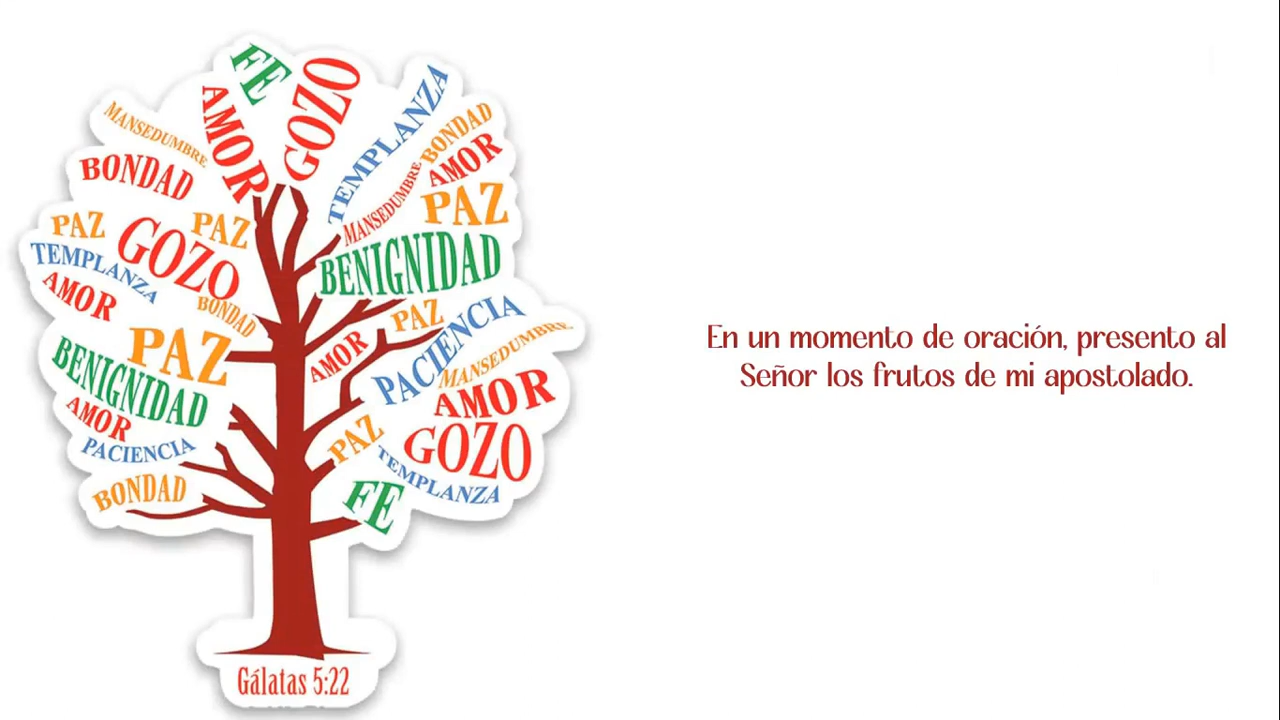 FE
GOZO
AMOR
TEMPLANZA
MANSEDUMBRE
BONDAD
BONDAD
AMOR
MANSEDUMBRE
PAZ
PAZ
PAZ
GOZO
BENIGNIDAD
TEMPLANZA
AMOR
BONDAD
PAZ
PACIENCIA
PAZ
AMOR
MANSEDUMBRE
BENIGNIDAD
AMOR
AMOR
PACIENCIA
PAZ
GOZO
TEMPLANZA
BONDAD
FE
Gálatas 5:22
En un momento de oración, presento al
Señor los frutos de mi apostolado.